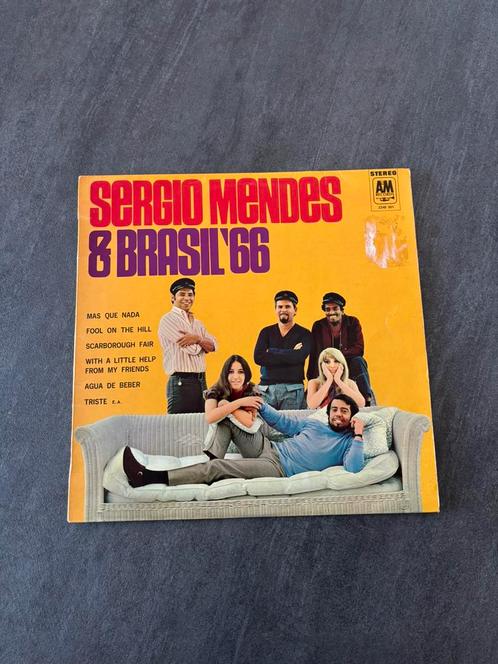 STEREO
AM
RECORDS
SERGIO MENDES
& BRASIL'66
MAS QUE NADA
FOOL ON THE HILL
SCARBOROUGH FAIR
WITH A LITTLE HELP
FROM MY FRIENDS
AGUA DE BEBER
TRISTE E.A.